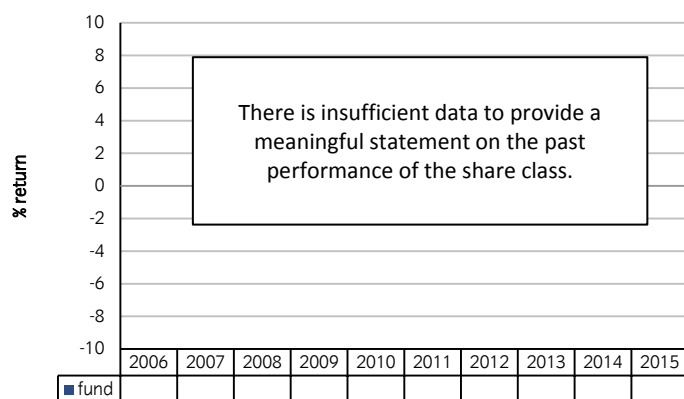 10
8
6
4
2
0
-2
-4
-6
-8
-10
% return
There is insufficient data to provide a
meaningful statement on the past
performance of the share class.
2006 2007 2008 2009 2010 2011 2012 2013 2014 2015
fund